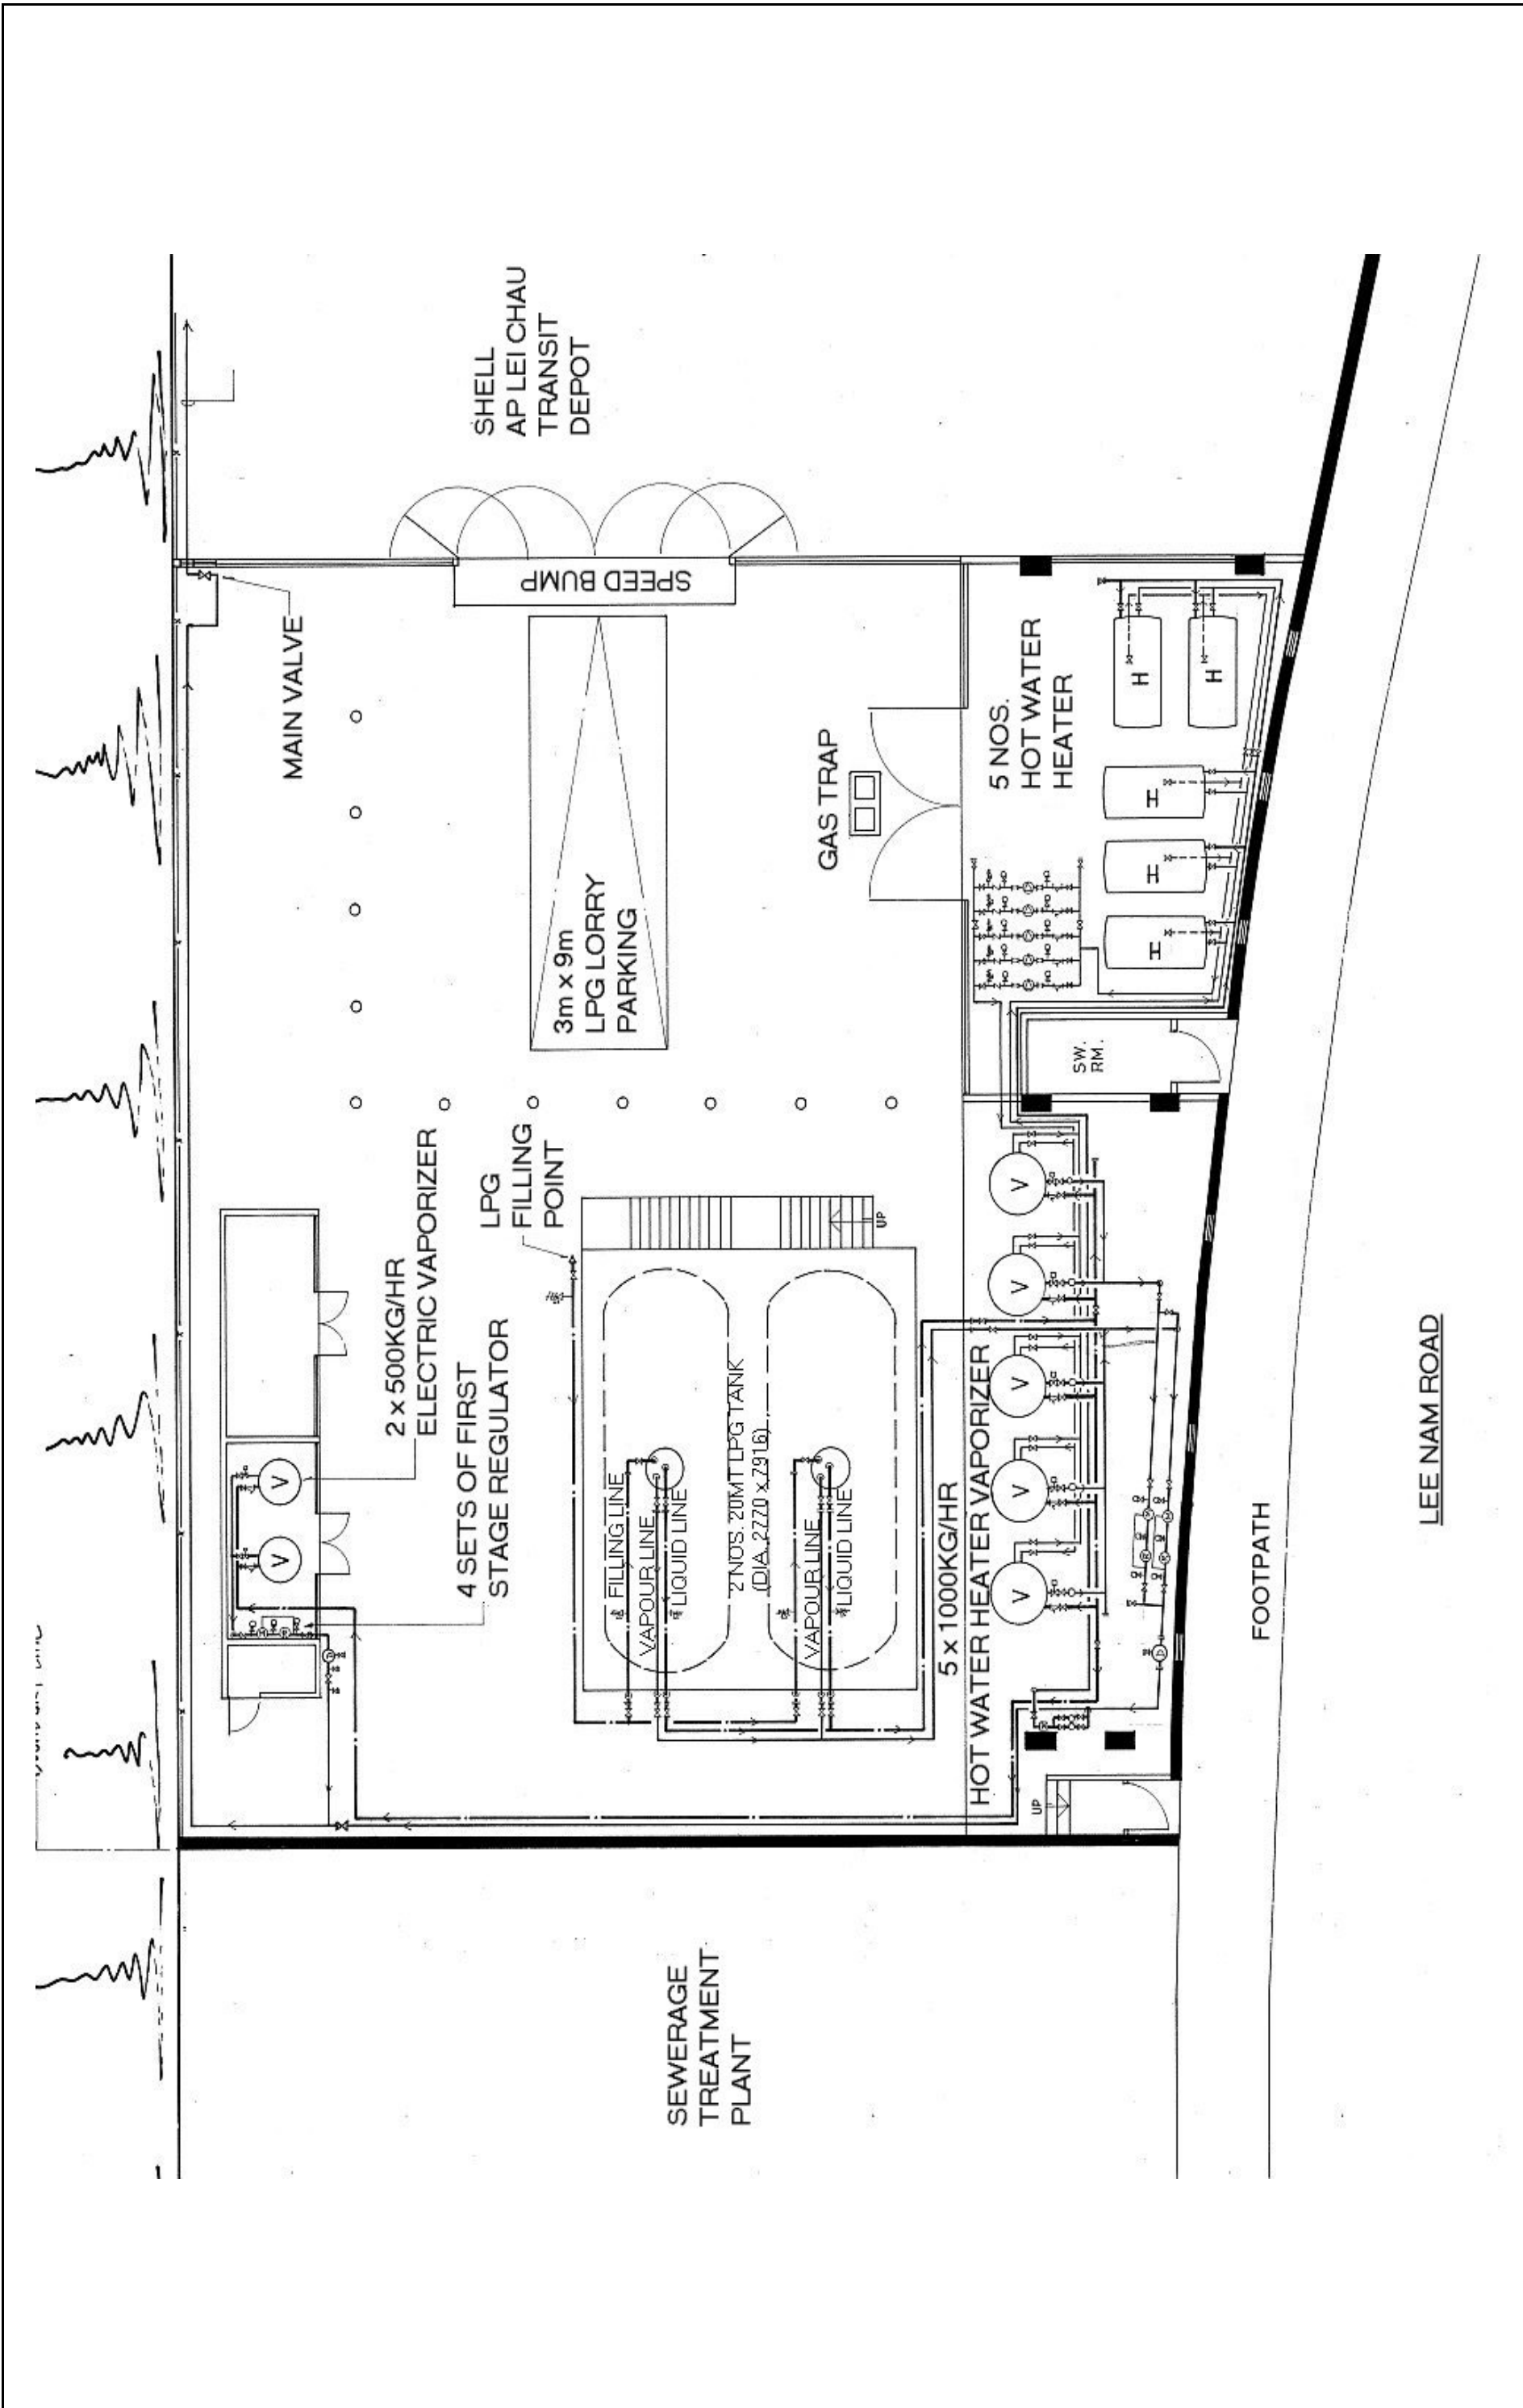 SHELL
AP LEI CHAU
TRANSIT
DEPOT
MAIN VALVE
SPEED BUMP
3m x 9m
LPG LORRY
PARKING
GAS TRAP
5 NOS.
HOT WATER
HEATER
H
H
H
H
H
SW.
RM.
2 x 500KG/HR
ELECTRIC VAPORIZER
LPG
FILLING
POINT
4 SETS OF FIRST
STAGE REGULATOR
V
V
UP
FILLING LINE
VAPOUR LINE
LIQUID LINE
2 NOS. 20MT LPG TANK
(DIA. 2770 x 7916)
VAPOUR LINE
LIQUID LINE
5 x 1000KG/HR
HOT WATER HEATER VAPORIZER
V
V
V
V
V
UP
SEWERAGE
TREATMENT
PLANT
FOOTPATH
LEE NAM ROAD